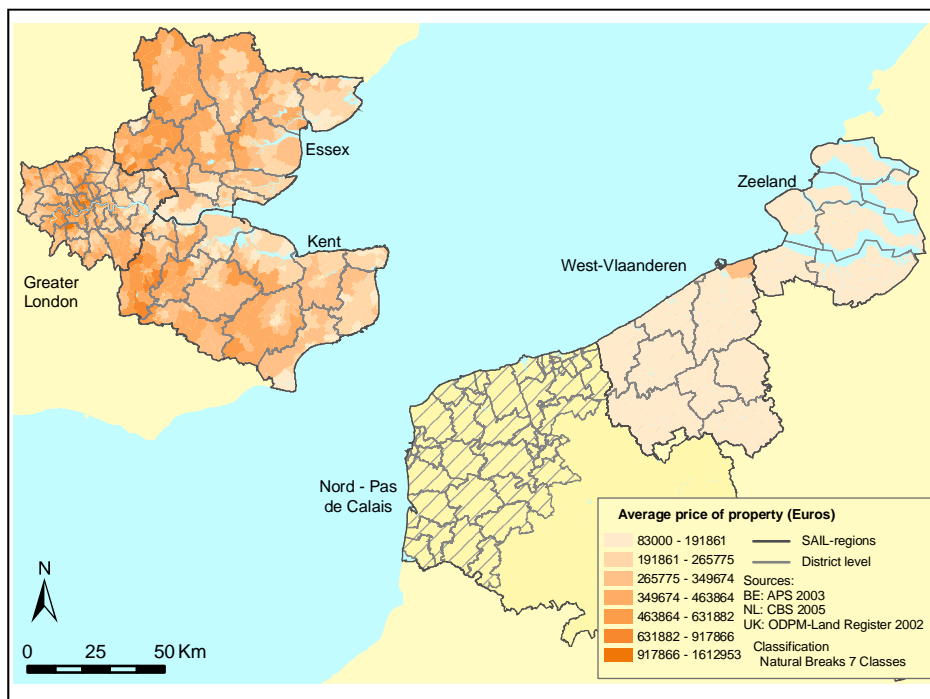 Essex
Zeeland
Kent
West-Vlaanderen
Greater
London
Nord - Pas
de Calais
N
0 25 50 Km
Average price of property (Euros)
83000 - 191861
191861 - 265775
265775 - 349674
349674 - 463864
463864 - 631882
631882 - 917866
917866 - 1612953
SAIL-regions
District level
Sources:
BE: APS 2003
NL: CBS 2005
UK: ODPM-Land Register 2002
Classification
Natural Breaks 7 Classes